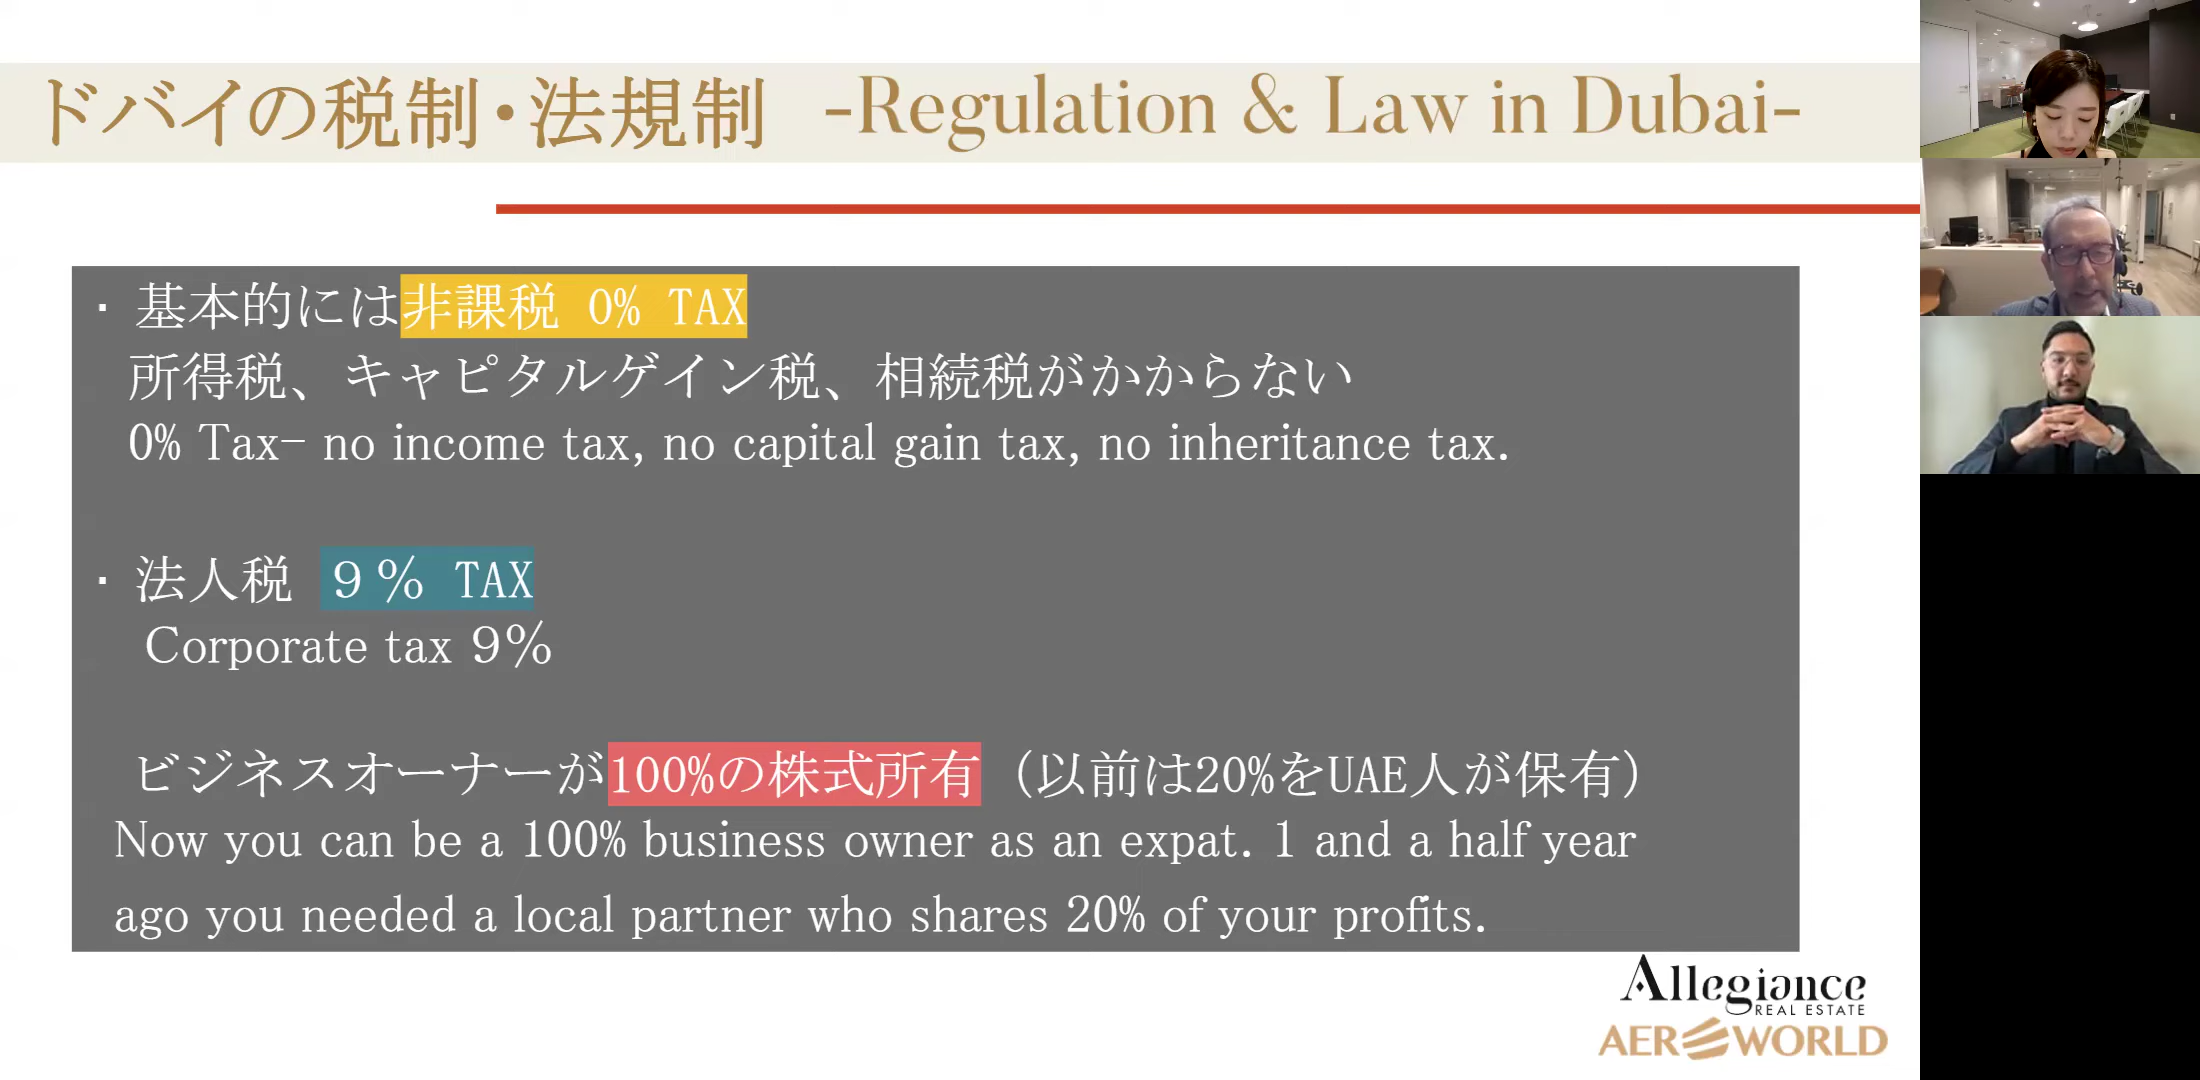 ドバイの税制・法規制 -Regulation & Law in Dubai-
・基本的には非課税 0% TAX
所得税、キャピタルゲイン税、相続税がかからない
0% Tax- no income tax, no capital gain tax, no inheritance tax.
・法人税 ９％ TAX
Corporate tax ９％
ビジネスオーナーが100%の株式所有（以前は20%をUAE人が保有）
Now you can be a 100% business owner as an expat. 1 and a half year
ago you needed a local partner who shares 20% of your profits.
Allegiance
REAL ESTATE
AEROWORLD